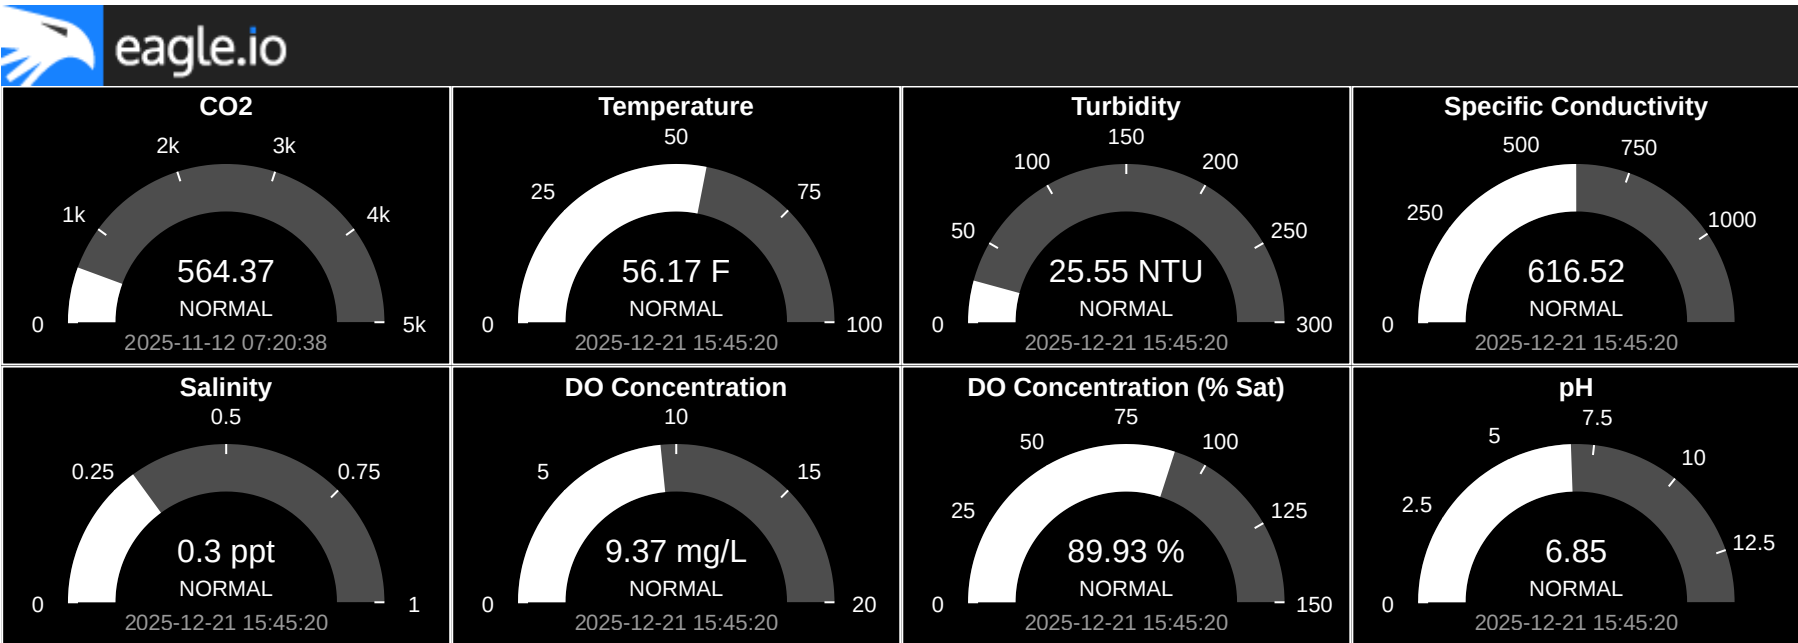 eagle.io
CO2
2k 3k
1k 4k
564.37
NORMAL
0 5k
2025-11-12 07:20:38
Temperature
50
25 75
56.17 F
NORMAL
0 100
2025-12-21 15:45:20
Turbidity
150
100 200
50 250
25.55 NTU
NORMAL
0 300
2025-12-21 15:45:20
Specific Conductivity
500 750
250 1000
616.52
NORMAL
0
2025-12-21 15:45:20
Salinity
0.5
0.25 0.75
0.3 ppt
NORMAL
0 1
2025-12-21 15:45:20
DO Concentration
10
5 15
9.37 mg/L
NORMAL
0 20
2025-12-21 15:45:20
DO Concentration (% Sat)
75
50 100
25 125
89.93 %
NORMAL
0 150
2025-12-21 15:45:20
pH
7.5
5 10
2.5 12.5
6.85
NORMAL
0
2025-12-21 15:45:20